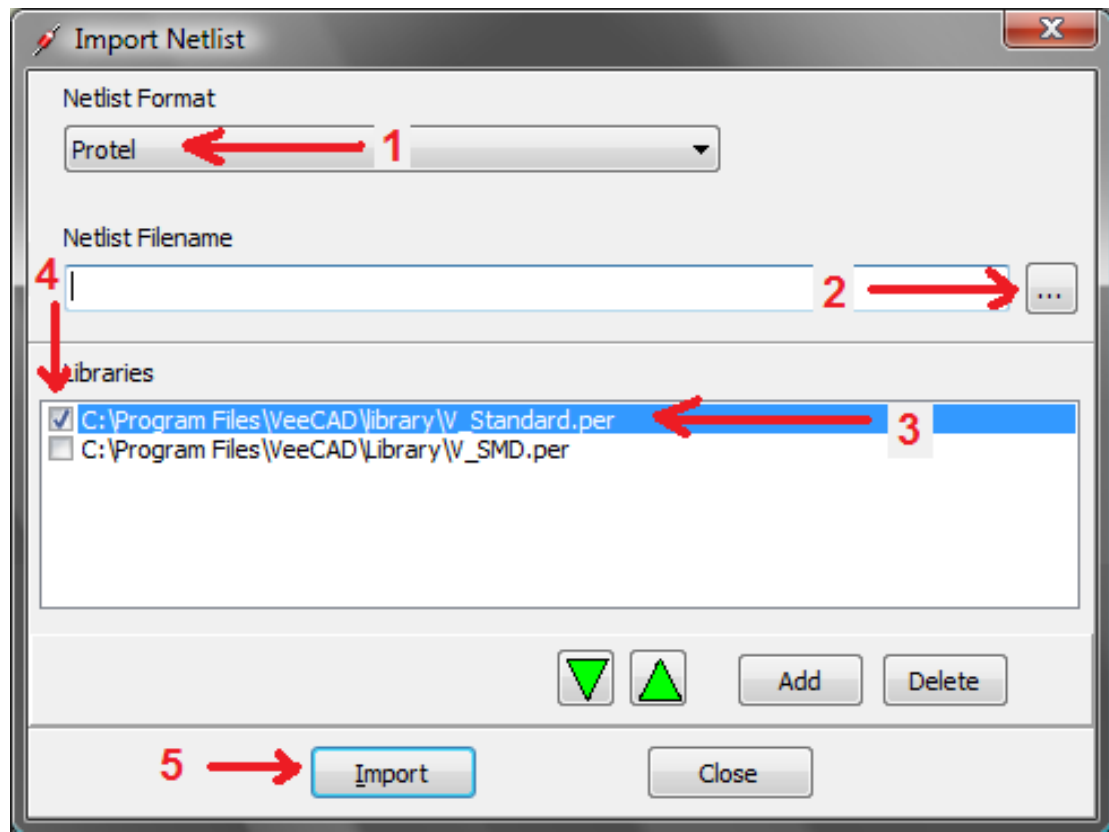 Import Netlist
X
Netlist Format
Protel 1
Netlist Filename
4
2 ...
Libraries
C:\Program Files\VeeCAD\library\V_Standard.per
3
C:\Program Files\VeeCAD\Library\V_SMD.per
Add Delete
5 Import Close